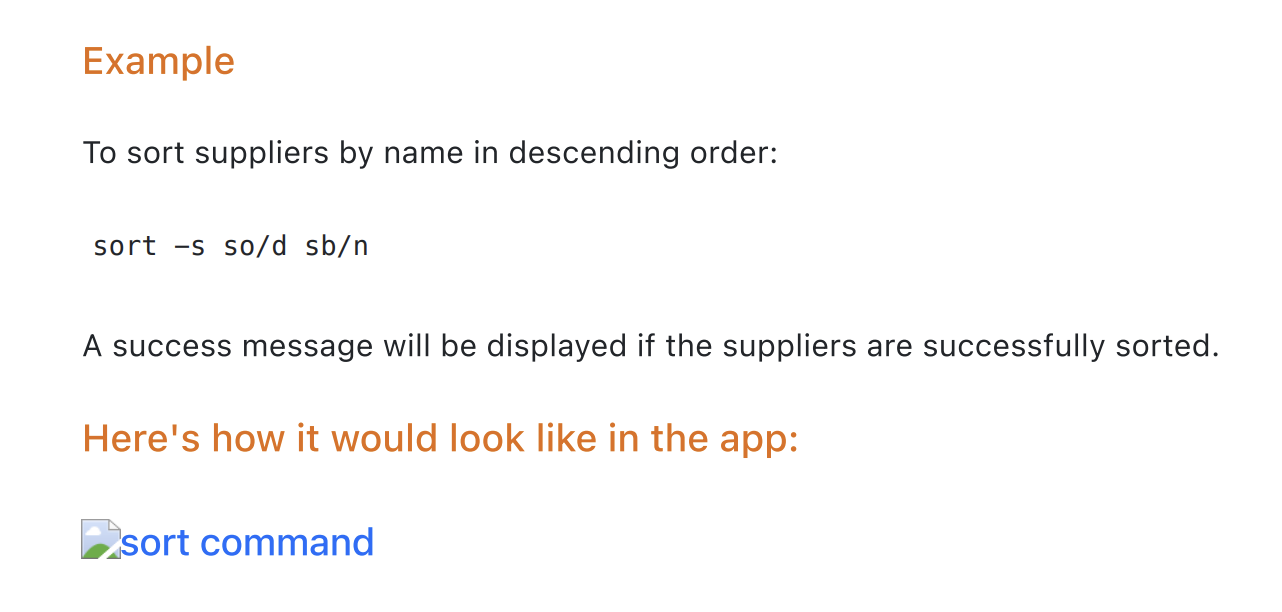 Example
To sort suppliers by name in descending order:
sort -s so/d sb/n
A success message will be displayed if the suppliers are successfully sorted.
Here's how it would look like in the app:
sort command